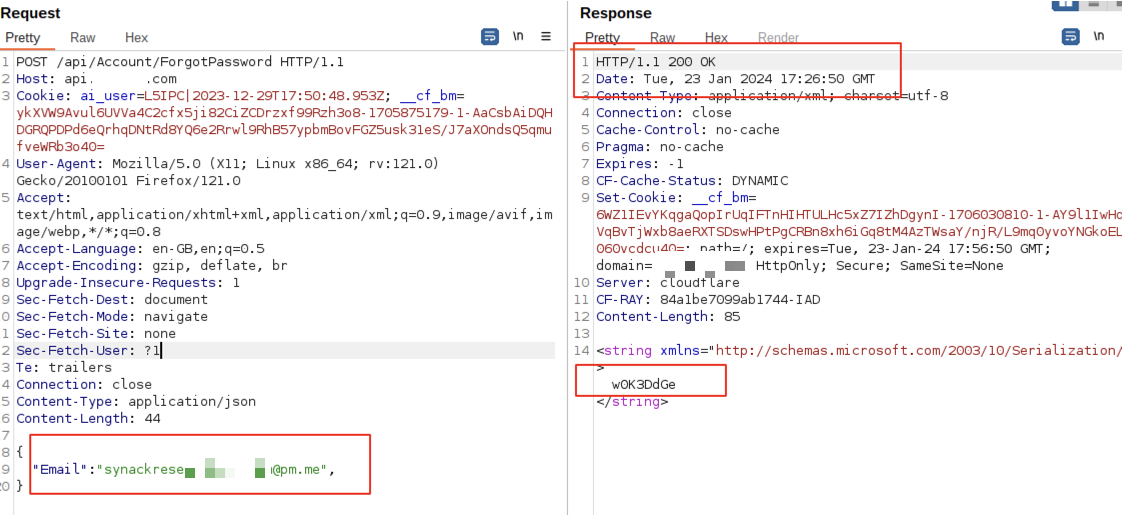 Request
Pretty Raw Hex
\n
1 POST /api/Account/ForgotPassword HTTP/1.1
2 Host: api. .com
3 Cookie: ai_user=L5IPC|2023-12-29T17:50:48.953Z; __cf_bm=
ykXVW9Avul6UVVa4C2cfx5ji82CiZCDrzxf99Rzh3o8-1705875179-1-AaCsbAiDQH
DGRQPDPd6eQrhqDNtRd8YQ6e2Rrwl9RhB57ypbmBovFGZ5usk31eS/J7aXOndsQ5qmu
fveWRb3o40=
4 User-Agent: Mozilla/5.0 (X11; Linux x86_64; rv:121.0)
Gecko/20100101 Firefox/121.0
5 Accept:
text/html,application/xhtml+xml,application/xml;q=0.9,image/avif,im
age/webp,*/*;q=0.8
6 Accept-Language: en-GB,en;q=0.5
7 Accept-Encoding: gzip, deflate, br
8 Upgrade-Insecure-Requests: 1
9 Sec-Fetch-Dest: document
0 Sec-Fetch-Mode: navigate
1 Sec-Fetch-Site: none
2 Sec-Fetch-User: ?1
3 Te: trailers
4 Connection: close
5 Content-Type: application/json
6 Content-Length: 44
7
8 {
9 "Email":"synackrese @pm.me",
20 }
Response
Pretty Raw Hex Render
\n
1 HTTP/1.1 200 OK
2 Date: Tue, 23 Jan 2024 17:26:50 GMT
3 Content-Type: application/xml; charset=utf-8
4 Connection: close
5 Cache-Control: no-cache
6 Pragma: no-cache
7 Expires: -1
8 CF-Cache-Status: DYNAMIC
9 Set-Cookie: __cf_bm=
6WZ1IEvYKqgaQopIrUqIFTnHIHTULHc5xZ7IZhDgynI-1706030810-1-AY9l1IwHo
VqBvTjWxb8aeRXTSDswHPtPgCRBn8xh6iGq8tM4AzTWsaY/njR/L9mq0yvoYNGkoEL
060vcdcu40=; path=/; expires=Tue, 23-Jan-24 17:56:50 GMT;
domain= HttpOnly; Secure; SameSite=None
10 Server: cloudflare
11 CF-RAY: 84a1be7099ab1744-IAD
12 Content-Length: 85
13
14 <string xmlns="http://schemas.microsoft.com/2003/10/Serialization/
>
w0K3DdGe
</string>